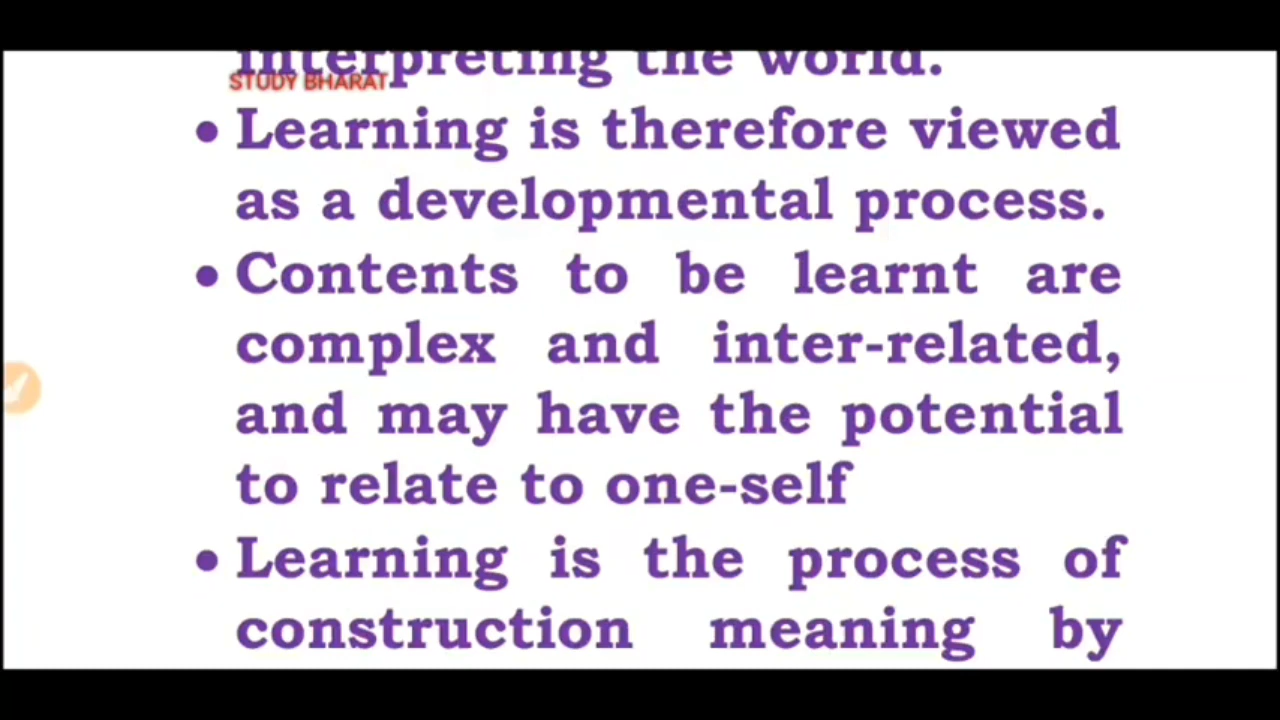 interpreting the world.
STUDY BHARAT
• Learning is therefore viewed
as a developmental process.
• Contents to be learnt are
complex and inter-related,
and may have the potential
to relate to one-self
• Learning is the process of
construction meaning by